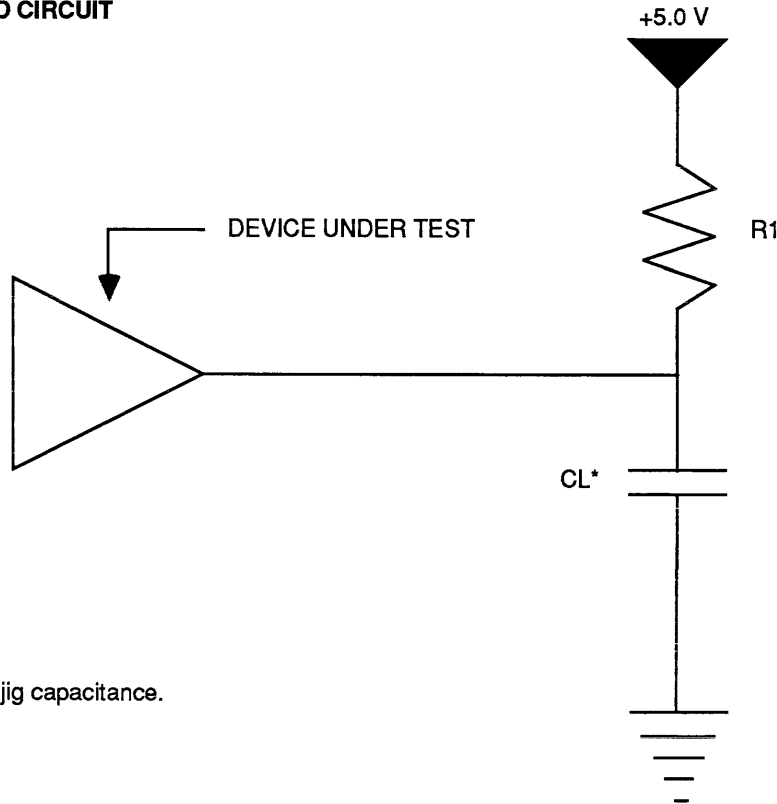 CIRCUIT
+5.0 V
DEVICE UNDER TEST
R1
CL*
jig capacitance.